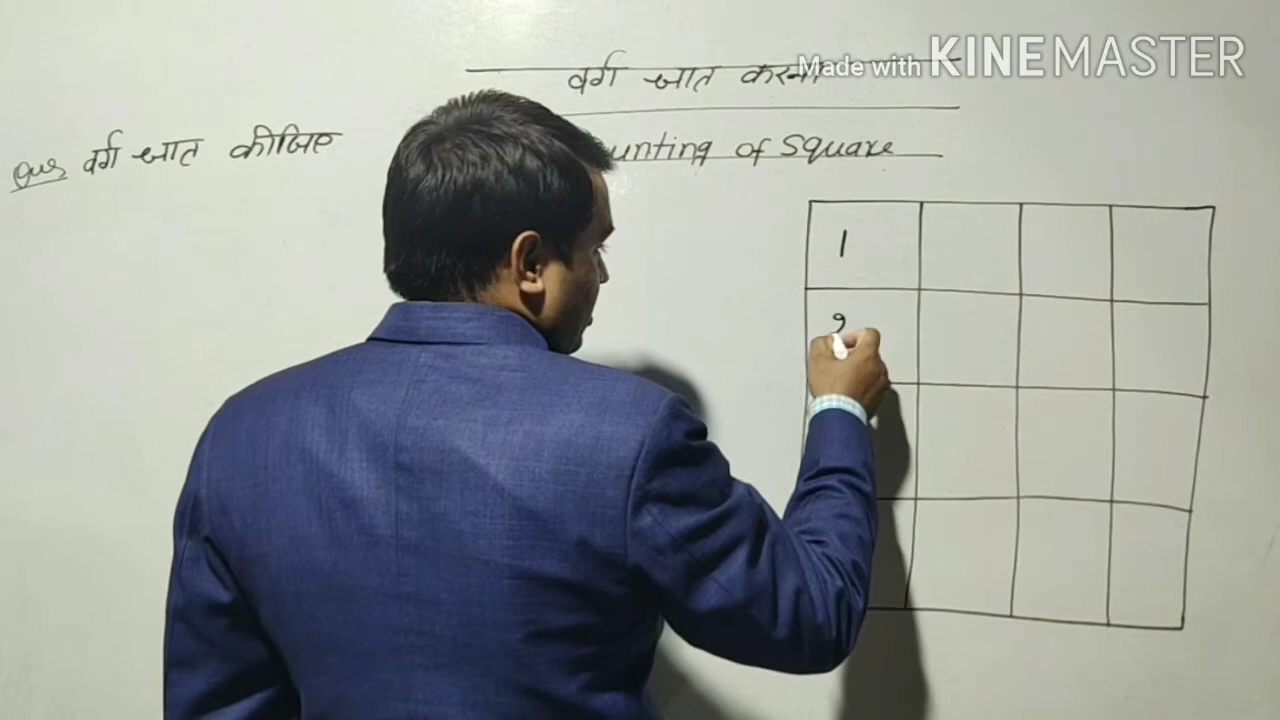 Made with KINEMASTER
वर्ग ज्ञात करना
Ques वर्ग ज्ञात कीजिए
unting of Square
1
2